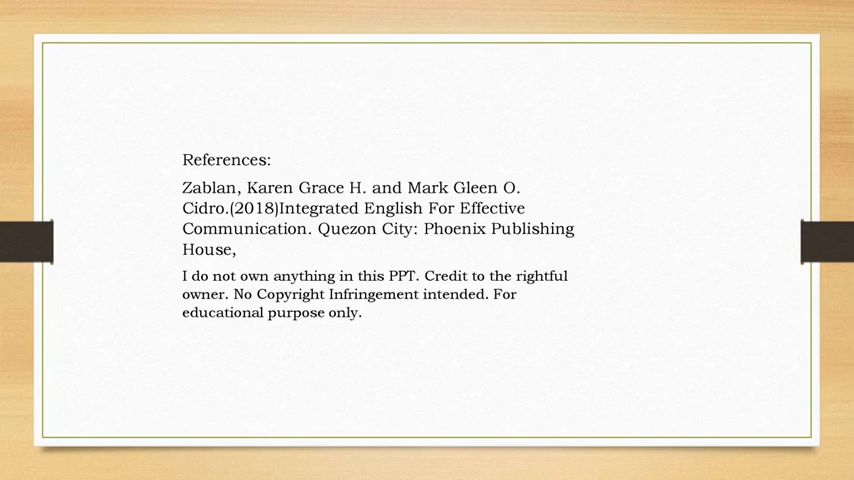 References:
Zablan, Karen Grace H. and Mark Gleen O.
Cidro.(2018)Integrated English For Effective
Communication. Quezon City: Phoenix Publishing
House,
I do not own anything in this PPT. Credit to the rightful
owner. No Copyright Infringement intended. For
educational purpose only.